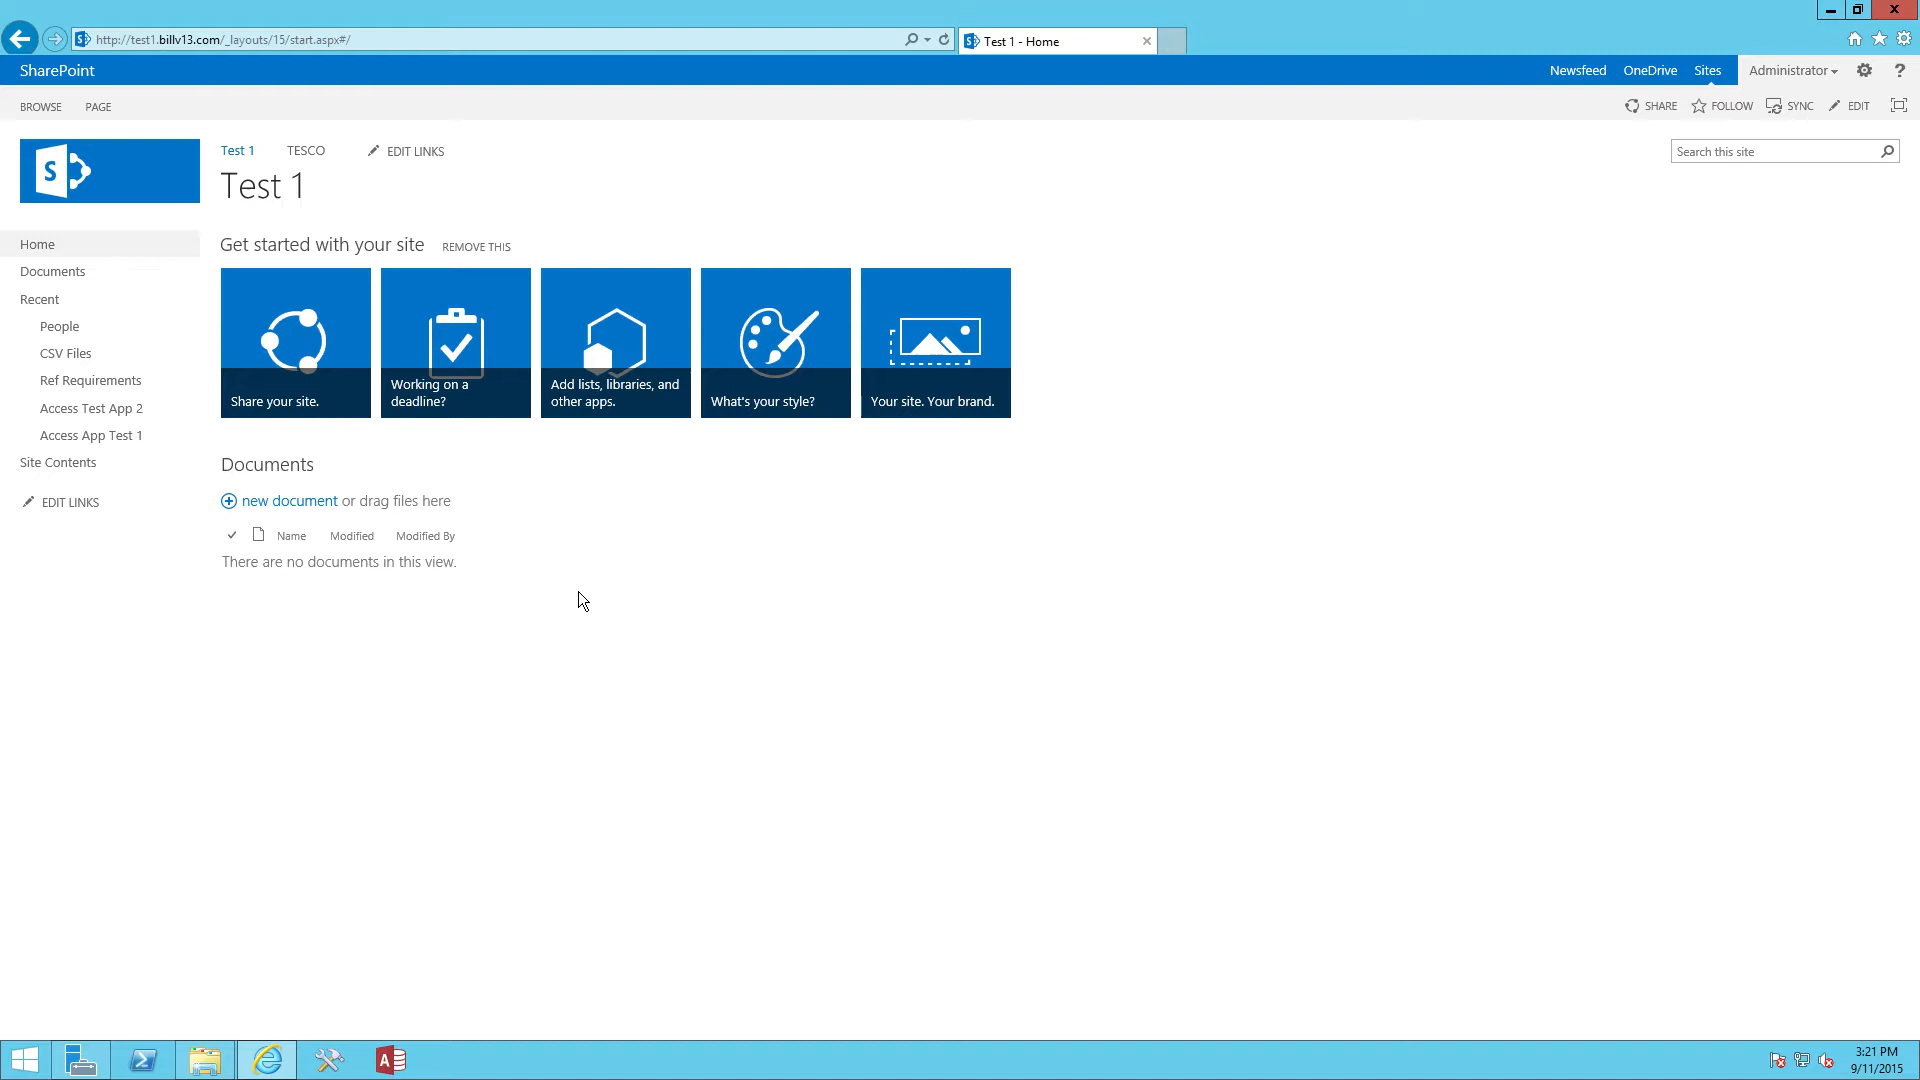 http://test1.billv13.com/_layouts/15/start.aspx#/
Test 1 - Home
SharePoint
Newsfeed
OneDrive
Sites
Administrator
?
BROWSE
PAGE
SHARE
FOLLOW
SYNC
EDIT
S
Test 1
TESCO
EDIT LINKS
Search this site
Test 1
Home
Documents
Recent
People
CSV Files
Ref Requirements
Access Test App 2
Access App Test 1
Site Contents
EDIT LINKS
Get started with your site
REMOVE THIS
Share your site.
Working on a
deadline?
Add lists, libraries, and
other apps.
What's your style?
Your site. Your brand.
Documents
new document or drag files here
Name
Modified
Modified By
There are no documents in this view.
A
3:21 PM
9/11/2015